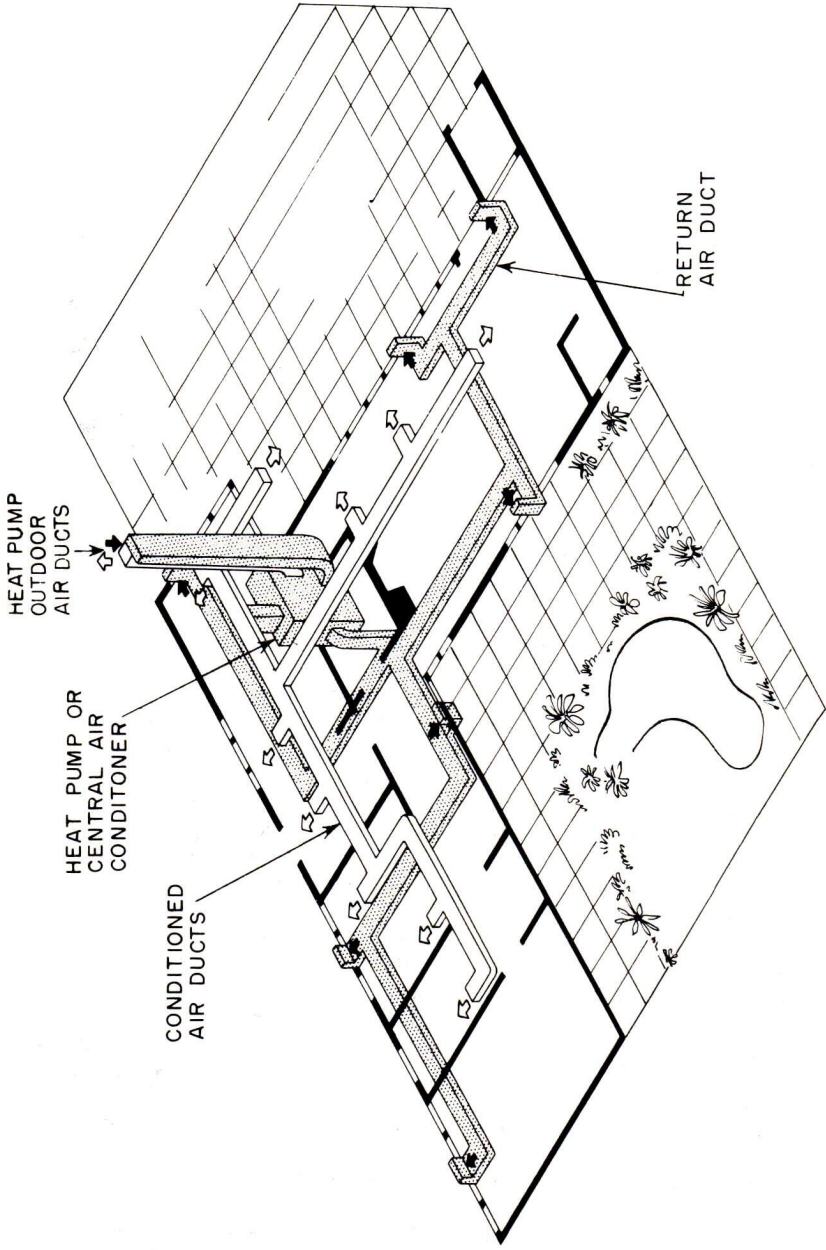 HEAT PUMP
OUTDOOR
AIR DUCTS
HEAT PUMP OR
CENTRAL AIR
CONDITONER
CONDITIONED
AIR DUCTS
RETURN
AIR DUCT